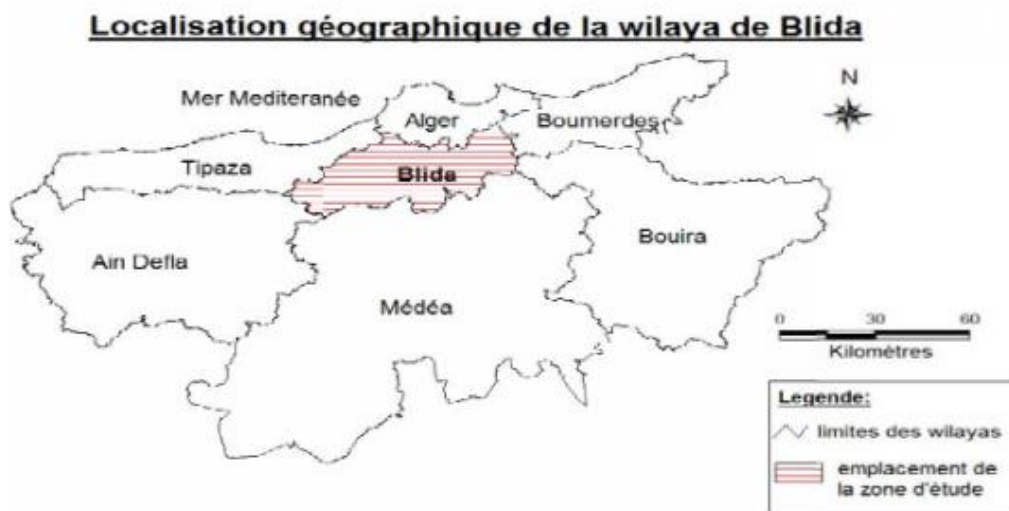 Localisation géographique de la wilaya de Blida
N
Mer Mediteranée
Alger
Boumerdes
Tipaza
Blida
Bouira
Ain Defla
Médéa
0 30 60
Kilomètres
Legende:
limites des wilayas
emplacement de
la zone d'étude